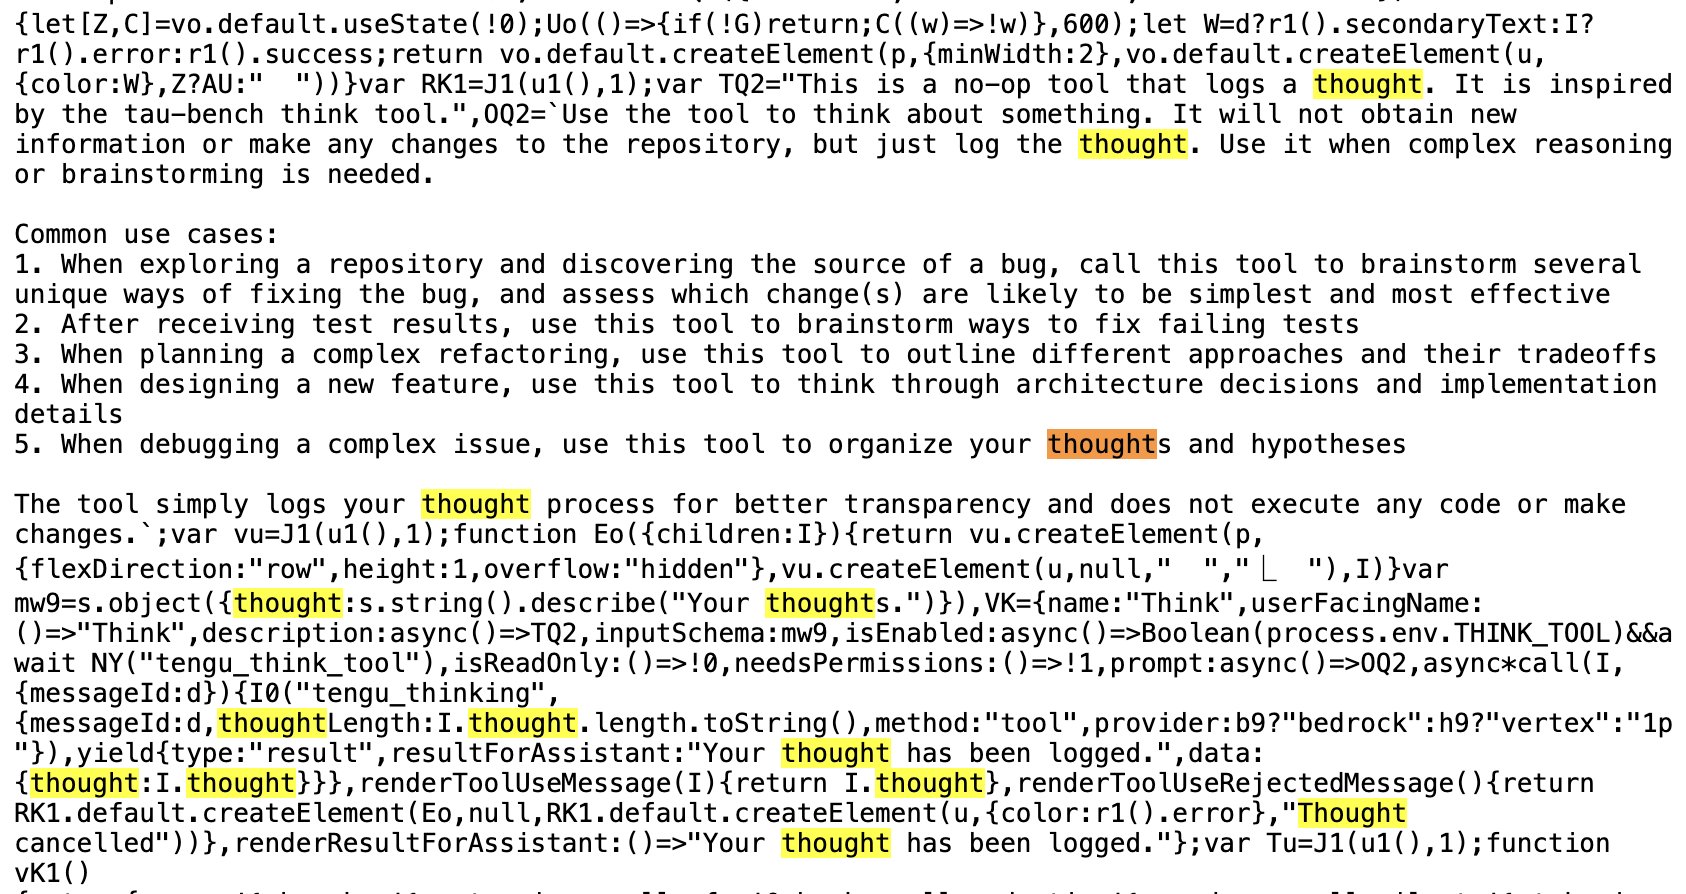 {let[Z,C]=vo.default.useState(!0);Uo(()=>{if(!G)return;C((w)=>!w)},600);let W=d?r1().secondaryText:I?
r1().error:r1().success;return vo.default.createElement(p,{minWidth:2},vo.default.createElement(u,
{color:W},Z?AU:"  "))}var RK1=J1(u1(),1);var TQ2="This is a no-op tool that logs a thought. It is inspired
by the tau-bench think tool.",OQ2=`Use the tool to think about something. It will not obtain new
information or make any changes to the repository, but just log the thought. Use it when complex reasoning
or brainstorming is needed.

Common use cases:
1. When exploring a repository and discovering the source of a bug, call this tool to brainstorm several
unique ways of fixing the bug, and assess which change(s) are likely to be simplest and most effective
2. After receiving test results, use this tool to brainstorm ways to fix failing tests
3. When planning a complex refactoring, use this tool to outline different approaches and their tradeoffs
4. When designing a new feature, use this tool to think through architecture decisions and implementation
details
5. When debugging a complex issue, use this tool to organize your thoughts and hypotheses

The tool simply logs your thought process for better transparency and does not execute any code or make
changes.`;var vu=J1(u1(),1);function Eo({children:I}){return vu.createElement(p,
{flexDirection:"row",height:1,overflow:"hidden"},vu.createElement(u,null,"  "," ⎿  "),I)}var
mw9=s.object({thought:s.string().describe("Your thoughts.")}),VK={name:"Think",userFacingName:
()=>"Think",description:async()=>TQ2,inputSchema:mw9,isEnabled:async()=>Boolean(process.env.THINK_TOOL)&&a
wait NY("tengu_think_tool"),isReadOnly:()=>!0,needsPermissions:()=>!1,prompt:async()=>OQ2,async*call(I,
{messageId:d}){I0("tengu_thinking",
{messageId:d,thoughtLength:I.thought.length.toString(),method:"tool",provider:b9?"bedrock":h9?"vertex":"1p
"}),yield{type:"result",resultForAssistant:"Your thought has been logged.",data:
{thought:I.thought}}},renderToolUseMessage(I){return I.thought},renderToolUseRejectedMessage(){return
RK1.default.createElement(Eo,null,RK1.default.createElement(u,{color:r1().error},"Thought
cancelled"))},renderResultForAssistant:()=>"Your thought has been logged."};var Tu=J1(u1(),1);function
vK1()